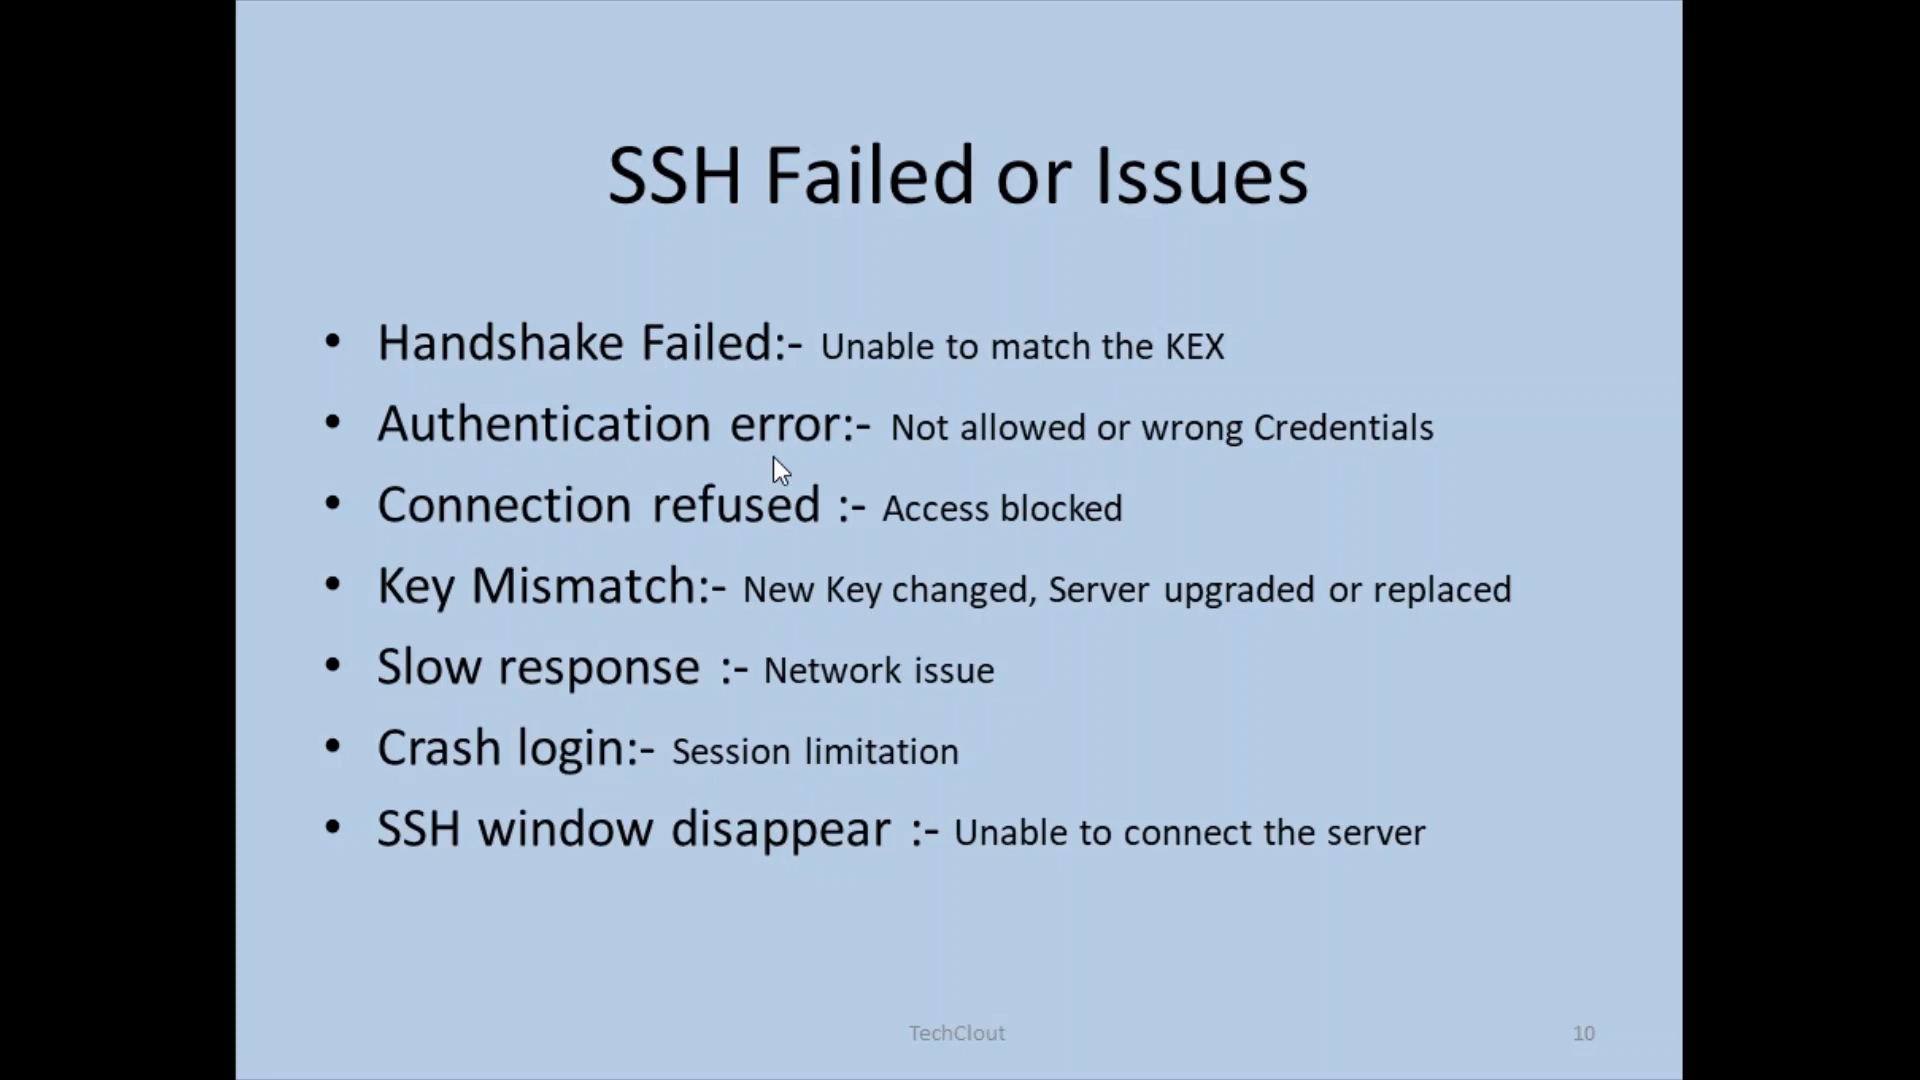 SSH Failed or Issues
• Handshake Failed:- Unable to match the KEX
• Authentication error:- Not allowed or wrong Credentials
• Connection refused :- Access blocked
• Key Mismatch:- New Key changed, Server upgraded or replaced
• Slow response :- Network issue
• Crash login:- Session limitation
• SSH window disappear :- Unable to connect the server
TechClout
10